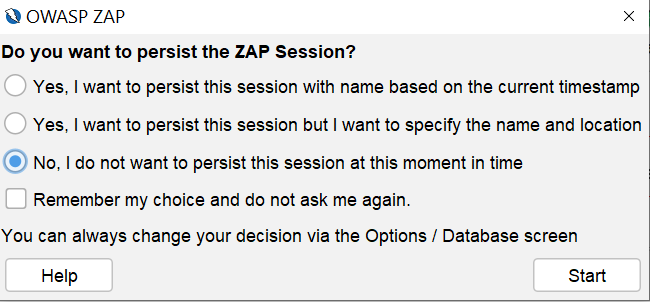 OWASP ZAP
Do you want to persist the ZAP Session?
Yes, I want to persist this session with name based on the current timestamp
Yes, I want to persist this session but I want to specify the name and location
No, I do not want to persist this session at this moment in time
Remember my choice and do not ask me again.
You can always change your decision via the Options / Database screen
Help
Start